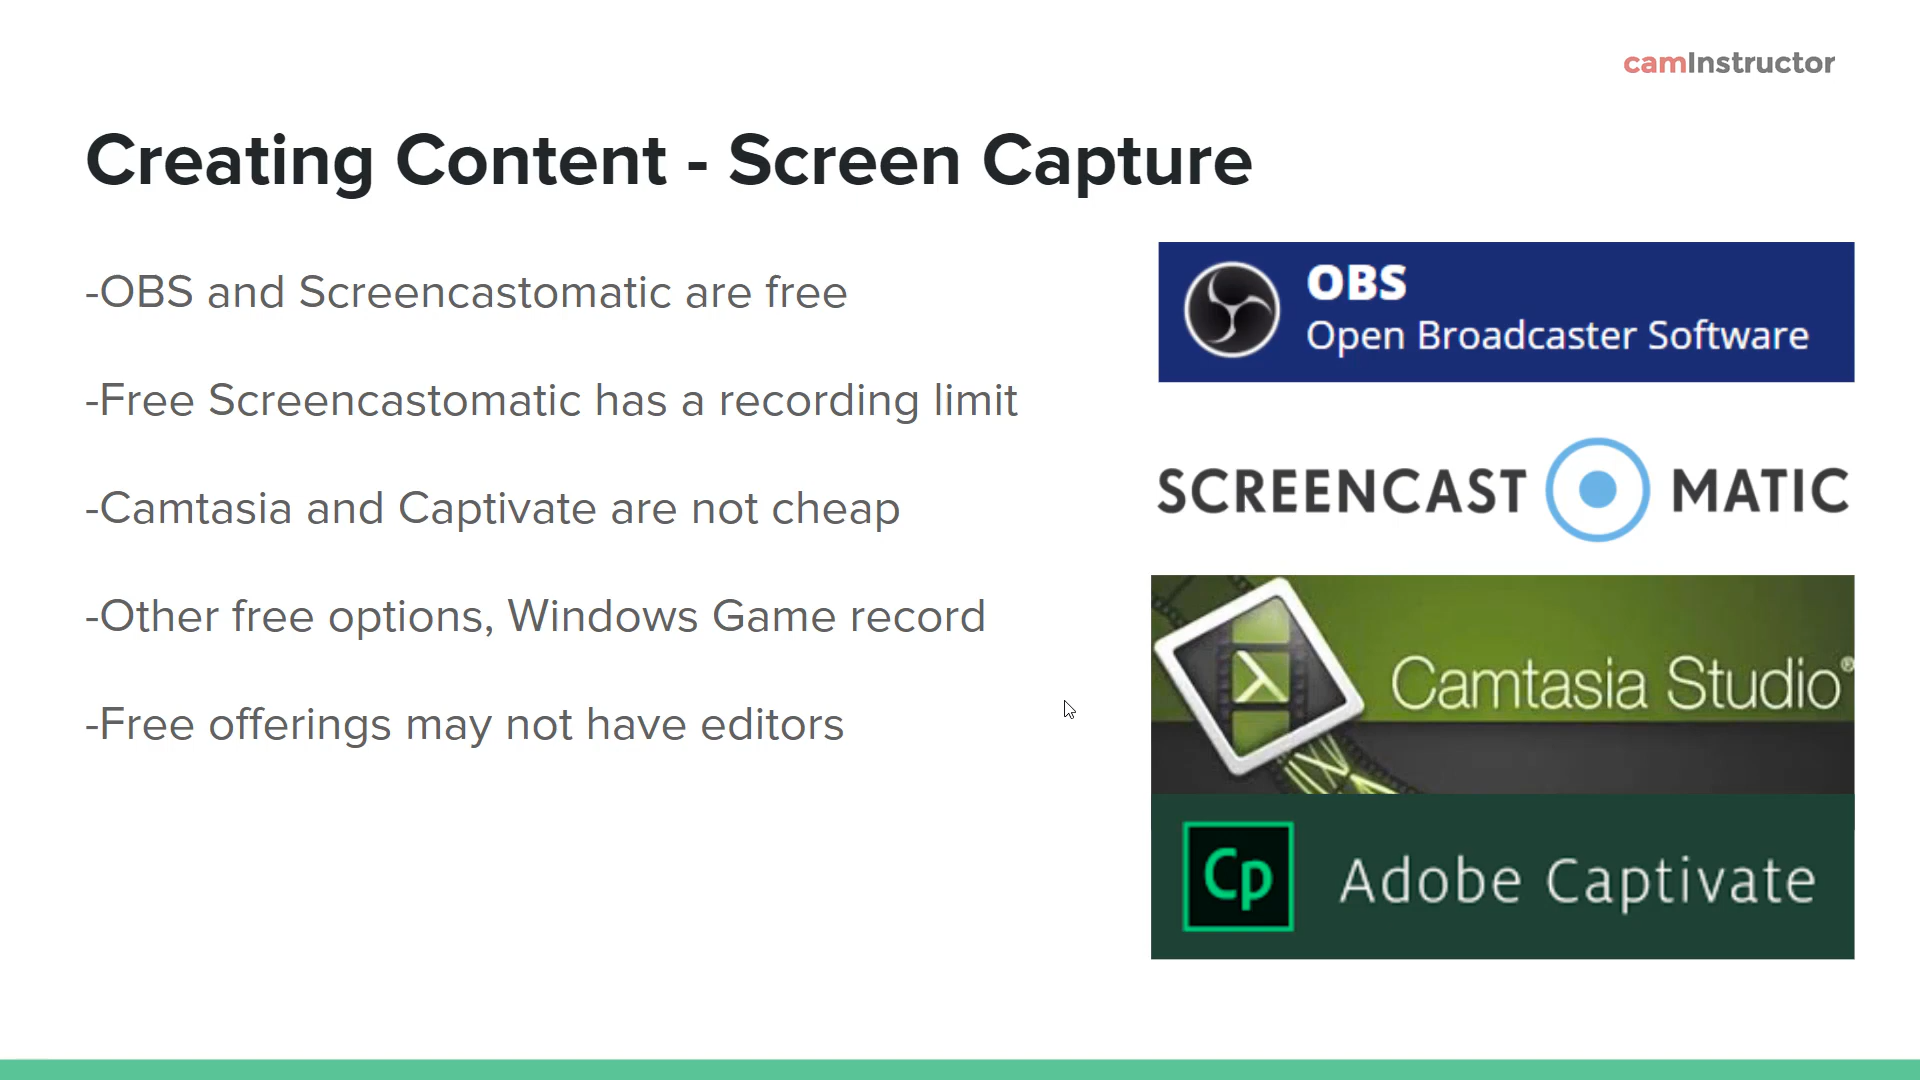 camInstructor
Creating Content - Screen Capture
-OBS and Screencastomatic are free
-Free Screencastomatic has a recording limit
-Camtasia and Captivate are not cheap
-Other free options, Windows Game record
-Free offerings may not have editors
OBS
Open Broadcaster Software
SCREENCAST MATIC
Camtasia Studio®
Cp
Adobe Captivate